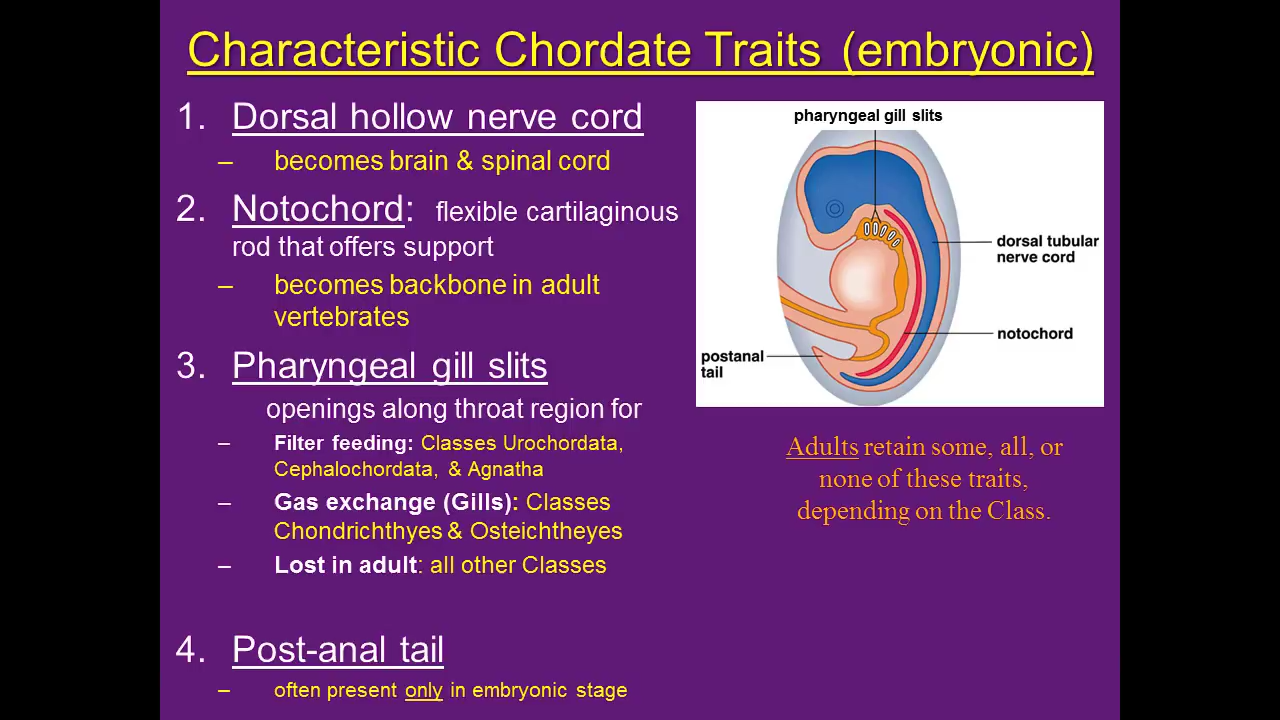 Characteristic Chordate Traits (embryonic)
1. Dorsal hollow nerve cord
– becomes brain & spinal cord
2. Notochord: flexible cartilaginous
rod that offers support
– becomes backbone in adult
vertebrates
3. Pharyngeal gill slits
openings along throat region for
– Filter feeding: Classes Urochordata,
Cephalochordata, & Agnatha
– Gas exchange (Gills): Classes
Chondrichthyes & Osteichtheyes
– Lost in adult: all other Classes
4. Post-anal tail
– often present only in embryonic stage
pharyngeal gill slits
dorsal tubular
nerve cord
notochord
postanal
tail
Adults retain some, all, or
none of these traits,
depending on the Class.